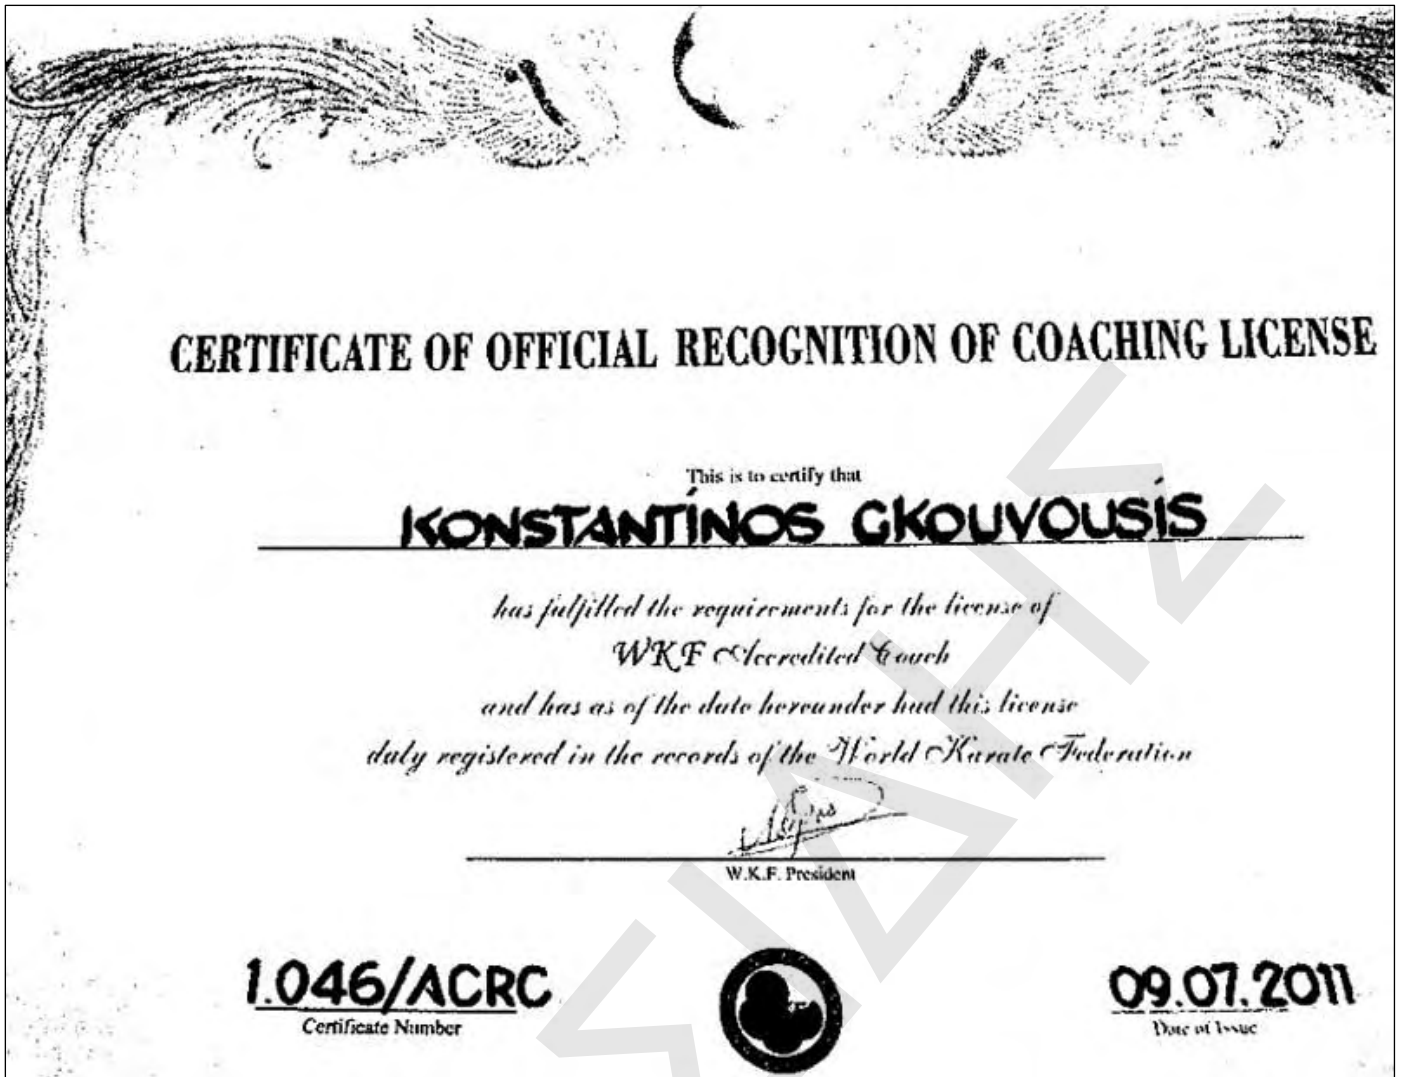 CERTIFICATE OF OFFICIAL RECOGNITION OF COACHING LICENSE
This is to certify that
KONSTANTÍNOS GKOUVOUSÍS
has fulfilled the requirements for the license of
WKF Accredited Coach
and has as of the date hereunder had this license
duly registered in the records of the World Karate Federation
W.K.F. President
1.046/ACRC
09.07.2011
Certificate Number
Date of Issue
ΣΙΔΗΣ